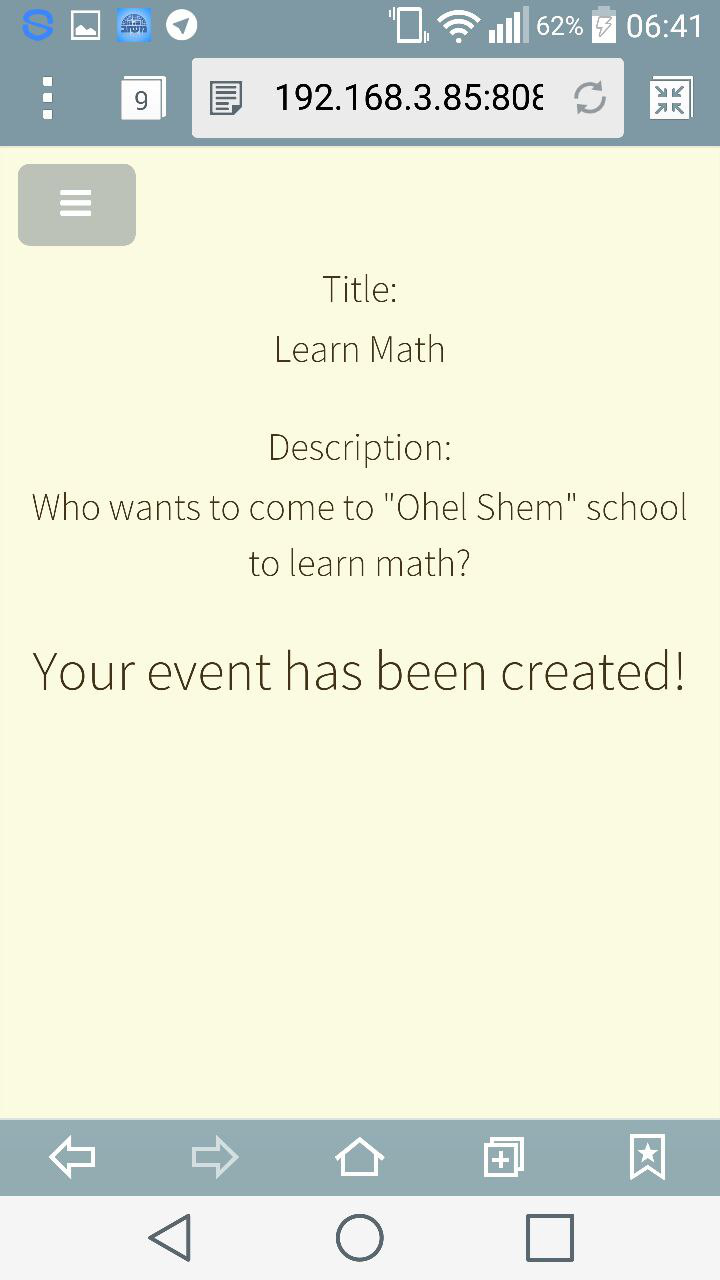 62% 06:41
9 192.168.3.85:808
Title:
Learn Math
Description:
Who wants to come to "Ohel Shem" school
to learn math?
Your event has been created!